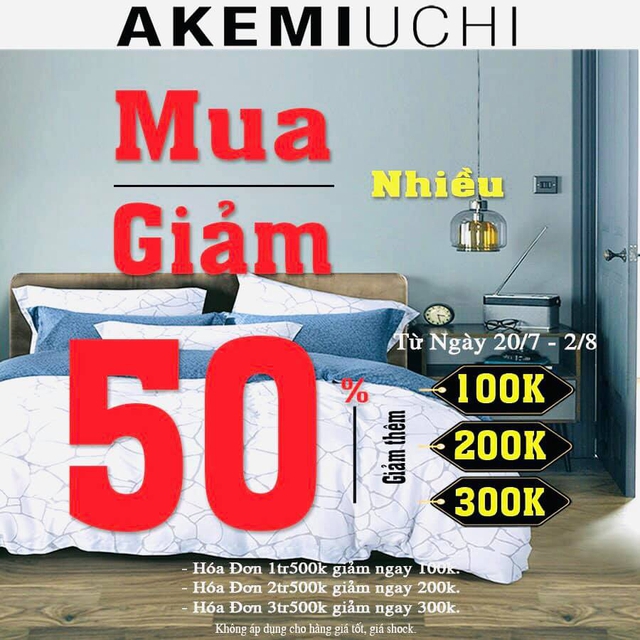 AKEMIUCHI
Mua
Nhiều
Giảm
50%
Từ Ngày 20/7 - 2/8
Giảm thêm
100K
200K
300K
- Hóa Đơn 1tr500k giảm ngay 100k.
- Hóa Đơn 2tr500k giảm ngay 200k.
- Hóa Đơn 3tr500k giảm ngay 300k.
Không áp dụng cho hàng giá tốt, giá shock.